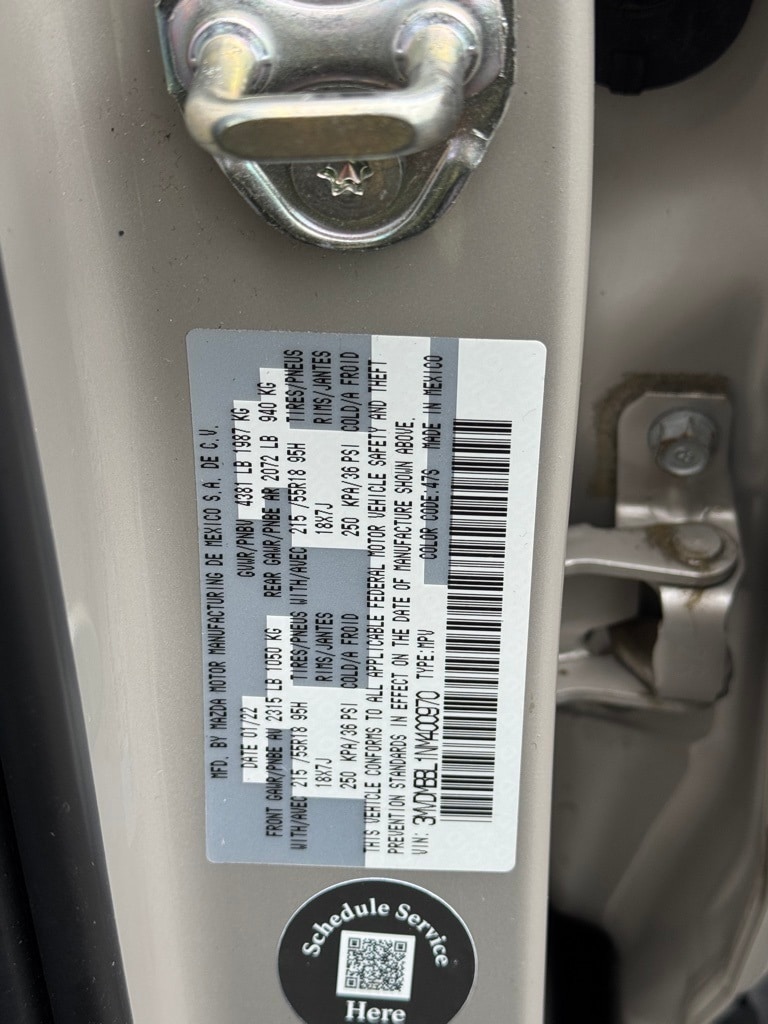 MFD. BY MAZDA MOTOR MANUFACTURING DE MEXICO S.A. DE C.V.
DATE 01/22 GVWR/PNBV 4381 LB 1987 KG
FRONT GAWR/PNBE AV 2315 LB 1050 KG REAR GAWR/PNBE AR 2072 LB 940 KG
WITH/AVEC 215 /55R18 95H TIRES/PNEUS WITH/AVEC 215 /55R18 95H TIRES/PNEUS
18X7J RIMS/JANTES 18X7J RIMS/JANTES
250 KPA/36 PSI COLD/A FROID 250 KPA/36 PSI COLD/A FROID
THIS VEHICLE CONFORMS TO ALL APPLICABLE FEDERAL MOTOR VEHICLE SAFETY AND THEFT
PREVENTION STANDARDS IN EFFECT ON THE DATE OF MANUFACTURE SHOWN ABOVE.
VIN: 3MVDMBBL1NM400970 TYPE:MPV COLOR CODE:47S MADE IN MEXICO
Schedule Service
Here